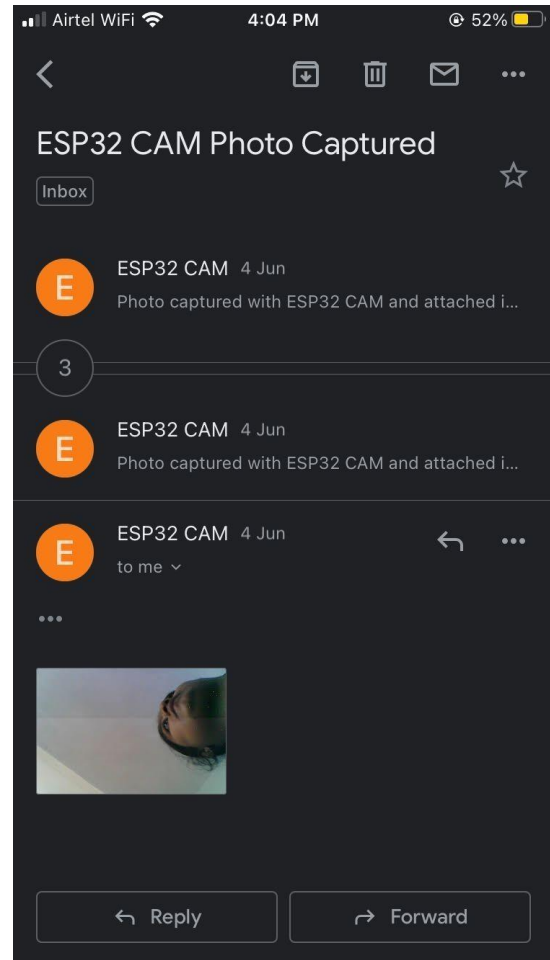 Airtel WiFi 4:04 PM 52%
ESP32 CAM Photo Captured
Inbox
E ESP32 CAM 4 Jun
Photo captured with ESP32 CAM and attached i...
3
E ESP32 CAM 4 Jun
Photo captured with ESP32 CAM and attached i...
E ESP32 CAM 4 Jun
to me
Reply Forward